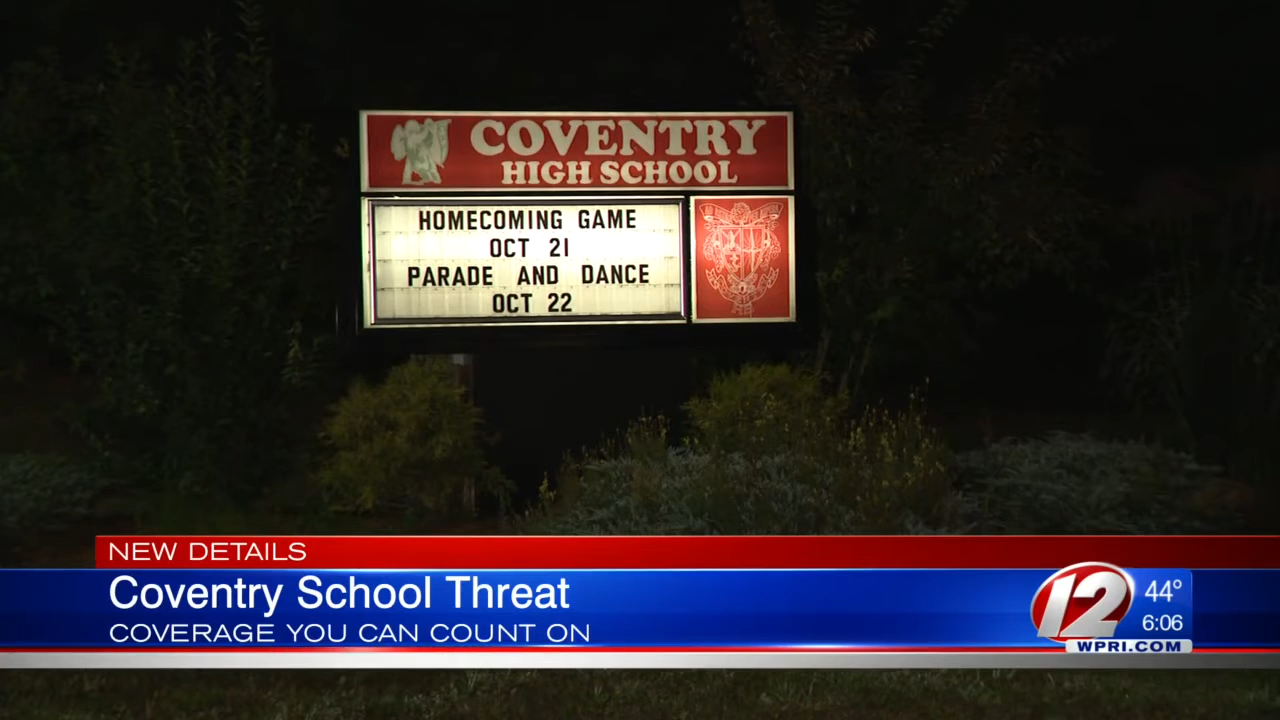 COVENTRY
HIGH SCHOOL
HOMECOMING GAME
OCT 21
PARADE AND DANCE
OCT 22
NEW DETAILS
Coventry School Threat
COVERAGE YOU CAN COUNT ON
12
44°
6:06
WPRI.COM